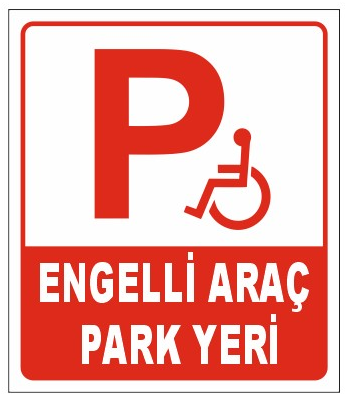 P
ENGELLİ ARAÇ
PARK YERİ